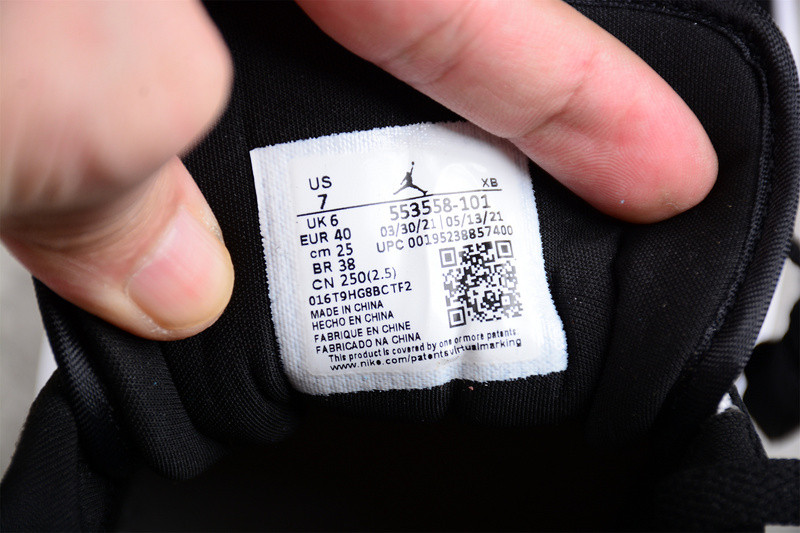 US XB
7
UK 6 553558-101
EUR 40 03/30/21 | 05/13/21
cm 25 UPC 00195238857400
BR 38
CN 250(2.5)
016T9HG8BCTF2
MADE IN CHINA
HECHO EN CHINA
FABRIQUE EN CHINE
FABRICADO NA CHINA
This product is covered by one or more patents
www.nike.com/patentsvirtualmarking